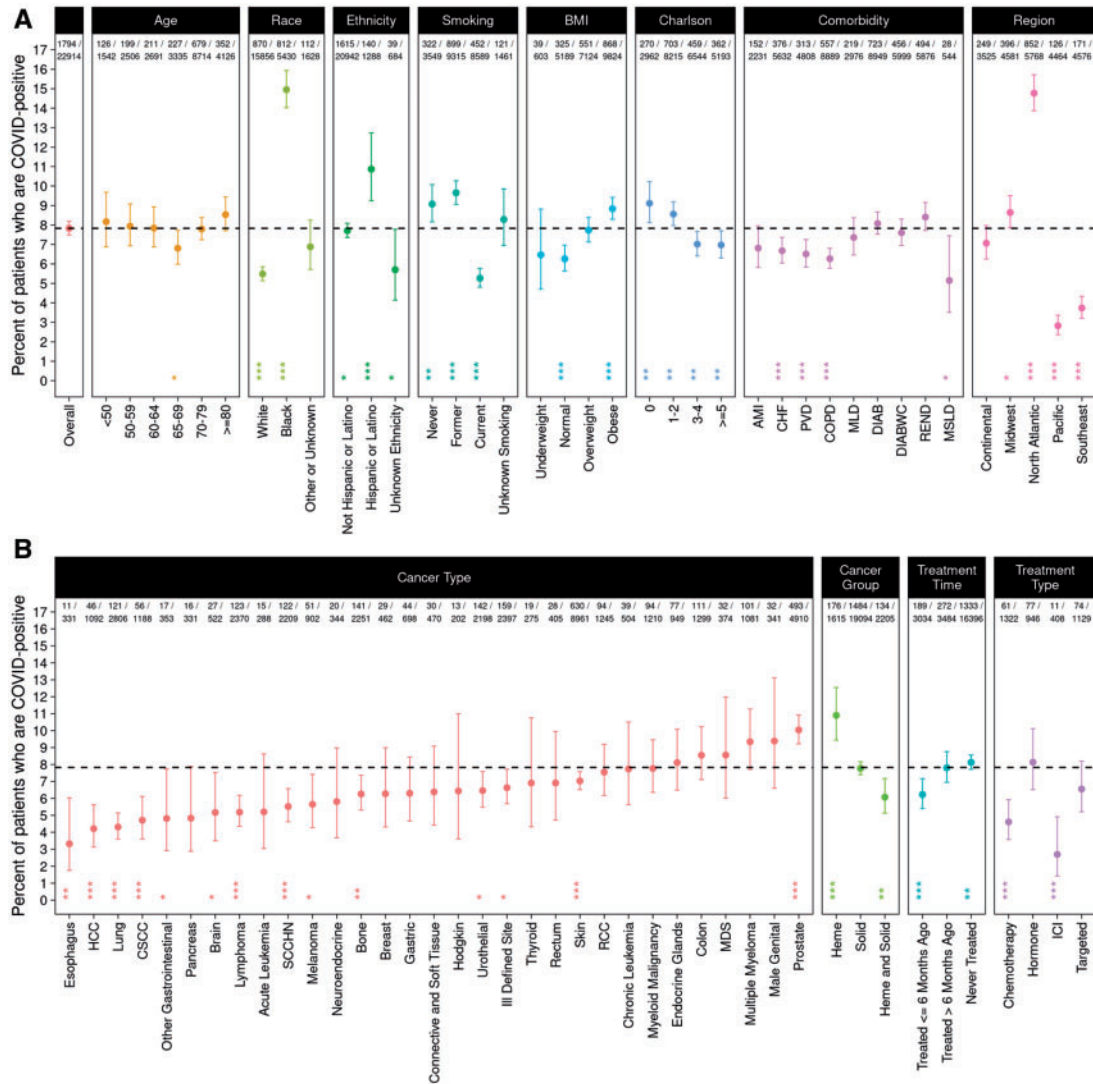 A
Age Race Ethnicity Smoking BMI Charlson Comorbidity Region
1794 / 126 / 199 / 211 / 227 / 679 / 352 / 870 / 812 / 112 / 1615 / 140 / 39 / 322 / 899 / 452 / 121 / 39 / 325 / 551 / 868 / 270 / 703 / 459 / 362 / 152 / 376 / 313 / 557 / 219 / 723 / 456 / 494 / 28 / 249 / 396 / 852 / 126 / 171 /
22914 1542 2506 2691 3335 8714 4126 15856 5430 1628 20942 1288 684 3549 9315 8589 1461 603 5189 7124 9824 2962 8215 6544 5193 2231 5632 4808 8889 2976 8949 5999 5876 544 3525 4581 5768 4464 4576
Percent of patients who are COVID-positive
17
16
15
14
13
12
11
10
9
8
7
6
5
4
3
2
1
0
Overall
<50
50-59
60-64
65-69
70-79
>=80
White
Black
Other or Unknown
Not Hispanic or Latino
Hispanic or Latino
Unknown Ethnicity
Never
Former
Current
Unknown Smoking
Underweight
Normal
Overweight
Obese
0
1-2
3-4
>=5
AMI
CHF
PVD
COPD
MLD
DIAB
DIABWC
REND
MSLD
Continental
Midwest
North Atlantic
Pacific
Southeast
B
Cancer Type
Cancer
Group
Treatment
Time
Treatment
Type
11 / 46 / 121 / 56 / 17 / 16 / 27 / 123 / 15 / 122 / 51 / 20 / 141 / 29 / 44 / 30 / 13 / 142 / 159 / 19 / 28 / 630 / 94 / 39 / 94 / 77 / 111 / 32 / 101 / 32 / 493 / 176 / 1484 / 134 / 189 / 272 / 1333 / 61 / 77 / 11 / 74 /
331 1092 2806 1188 353 331 522 2370 288 2209 902 344 2251 462 698 470 202 2198 2397 275 405 8961 1245 504 1210 949 1299 374 1081 341 4910 1615 19094 2205 3034 3484 16396 1322 946 408 1129
Percent of patients who are COVID-positive
17
16
15
14
13
12
11
10
9
8
7
6
5
4
3
2
1
0
Esophagus
HCC
Lung
CSCC
Other Gastrointestinal
Pancreas
Brain
Lymphoma
Acute Leukemia
SCCHN
Melanoma
Neuroendocrine
Bone
Breast
Gastric
Connective and Soft Tissue
Hodgkin
Urothelial
Ill Defined Site
Thyroid
Rectum
Skin
RCC
Chronic Leukemia
Myeloid Malignancy
Endocrine Glands
Colon
MDS
Multiple Myeloma
Male Genital
Prostate
Heme
Solid
Heme and Solid
Treated <= 6 Months Ago
Treated > 6 Months Ago
Never Treated
Chemotherapy
Hormone
ICI
Targeted